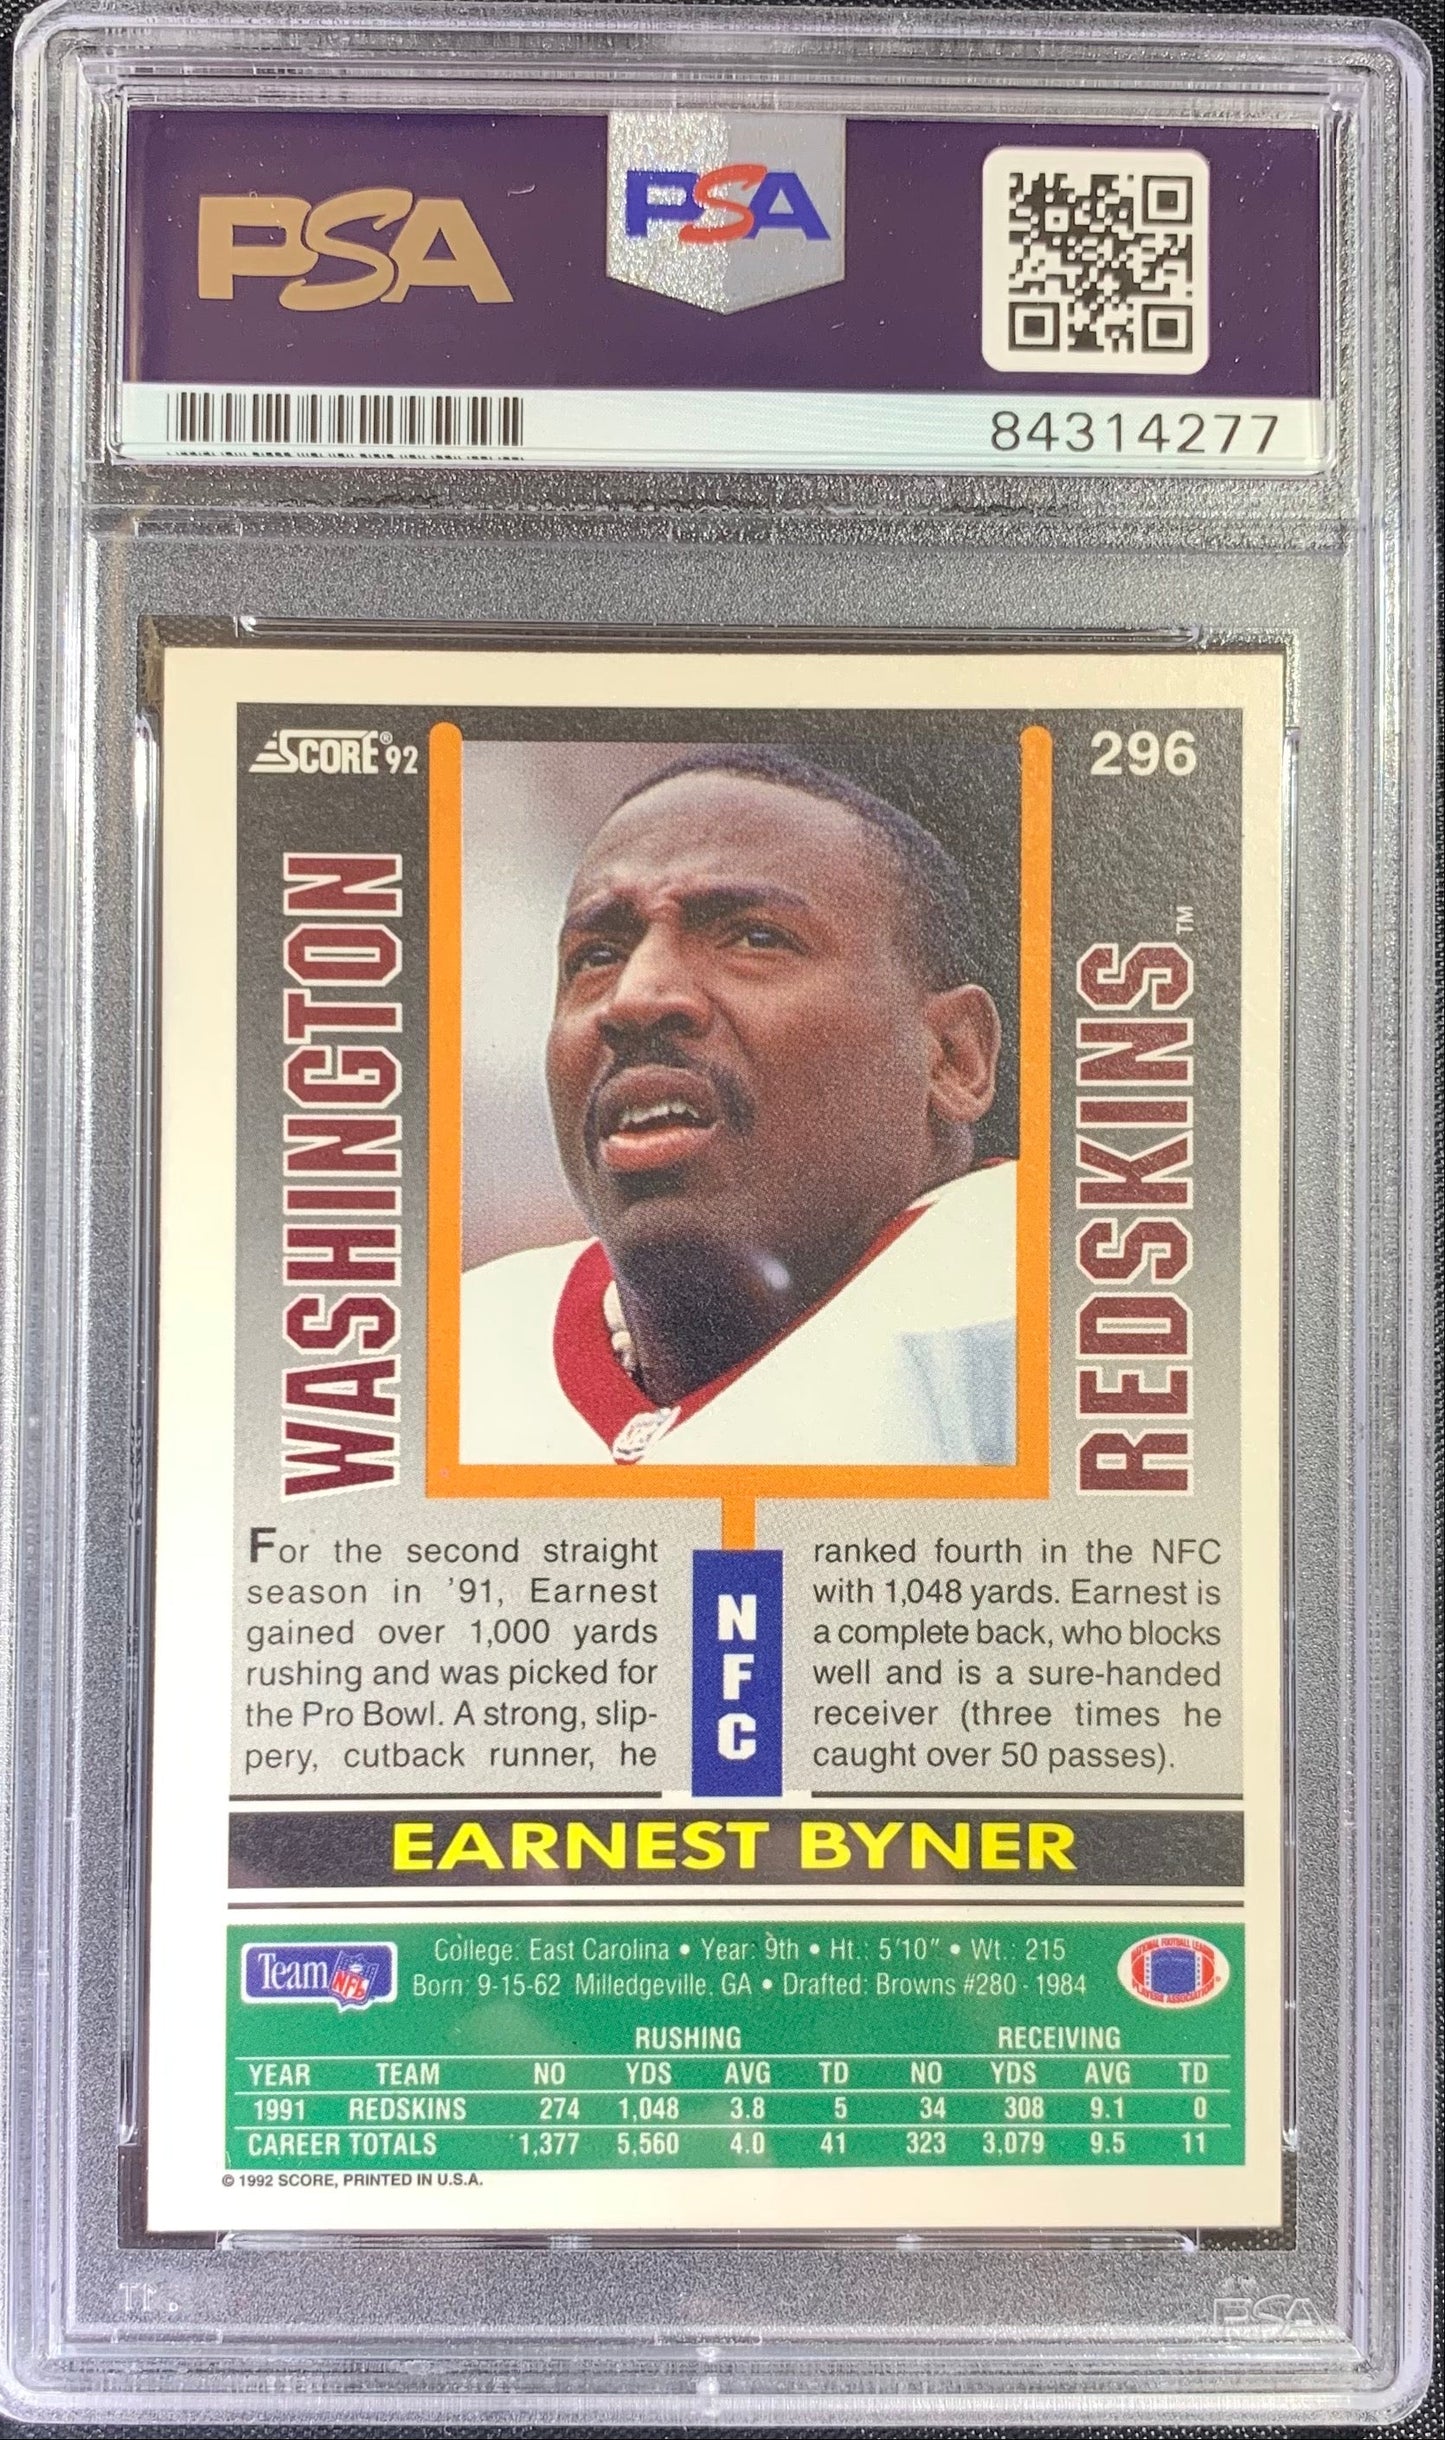 PSA
PSA
84314277
SCORE® 92
296
WASHINGTON
REDSKINS™
For the second straight
season in '91, Earnest
gained over 1,000 yards
rushing and was picked for
the Pro Bowl. A strong, slip-
pery, cutback runner, he
NFC
ranked fourth in the NFC
with 1,048 yards. Earnest is
a complete back, who blocks
well and is a sure-handed
receiver (three times he
caught over 50 passes).
EARNEST BYNER
Team NFL
College: East Carolina • Year: 9th • Ht.: 5'10" • Wt.: 215
Born: 9-15-62 Milledgeville, GA • Drafted: Browns #280 - 1984
NATIONAL FOOTBALL LEAGUE
PLAYERS ASSOCIATION
RUSHING RECEIVING
YEAR TEAM NO YDS AVG TD NO YDS AVG TD
1991 REDSKINS 274 1,048 3.8 5 34 308 9.1 0
CAREER TOTALS 1,377 5,560 4.0 41 323 3,079 9.5 11
© 1992 SCORE, PRINTED IN U.S.A.
PSA